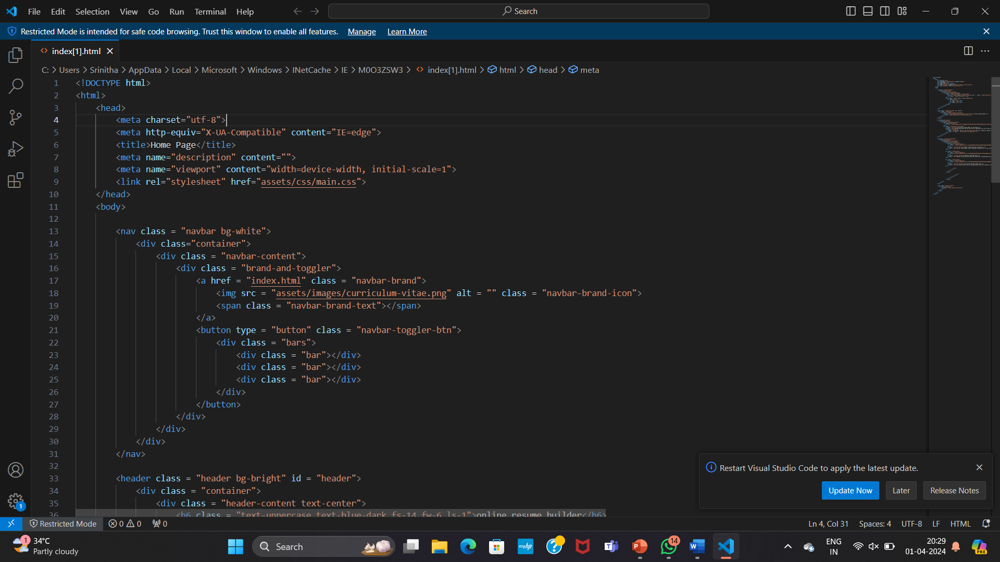 File Edit Selection View Go Run Terminal Help
Search
Restricted Mode is intended for safe code browsing. Trust this window to enable all features. Manage Learn More
index[1].html
C: > Users > Srinitha > AppData > Local > Microsoft > Windows > INetCache > IE > M0O3ZSW3 > index[1].html > html > head > meta
1 <!DOCTYPE html>
2 <html>
3 <head>
4 <meta charset="utf-8">
5 <meta http-equiv="X-UA-Compatible" content="IE=edge">
6 <title>Home Page</title>
7 <meta name="description" content="">
8 <meta name="viewport" content="width=device-width, initial-scale=1">
9 <link rel="stylesheet" href="assets/css/main.css">
10 </head>
11 <body>
12
13 <nav class = "navbar bg-white">
14 <div class="container">
15 <div class = "navbar-content">
16 <div class = "brand-and-toggler">
17 <a href = "index.html" class = "navbar-brand">
18 <img src = "assets/images/curriculum-vitae.png" alt = "" class = "navbar-brand-icon">
19 <span class = "navbar-brand-text"></span>
20 </a>
21 <button type = "button" class = "navbar-toggler-btn">
22 <div class = "bars">
23 <div class = "bar"></div>
24 <div class = "bar"></div>
25 <div class = "bar"></div>
26 </div>
27 </button>
28 </div>
29 </div>
30 </div>
31 </nav>
32
33 <header class = "header bg-bright" id = "header">
34 <div class = "container">
35 <div class = "header-content text-center">
36 <h6 class = "text-uppercase text-blue-dark fs-14 fw-6 ls-1">online resume builder</h6>
Restart Visual Studio Code to apply the latest update.
Update Now Later Release Notes
1
Restricted Mode 0 0 0 Ln 4, Col 31 Spaces: 4 UTF-8 LF HTML
1 34°C
Partly cloudy
Search
myhp
14
ENG
IN
20:29
01-04-2024
PRE